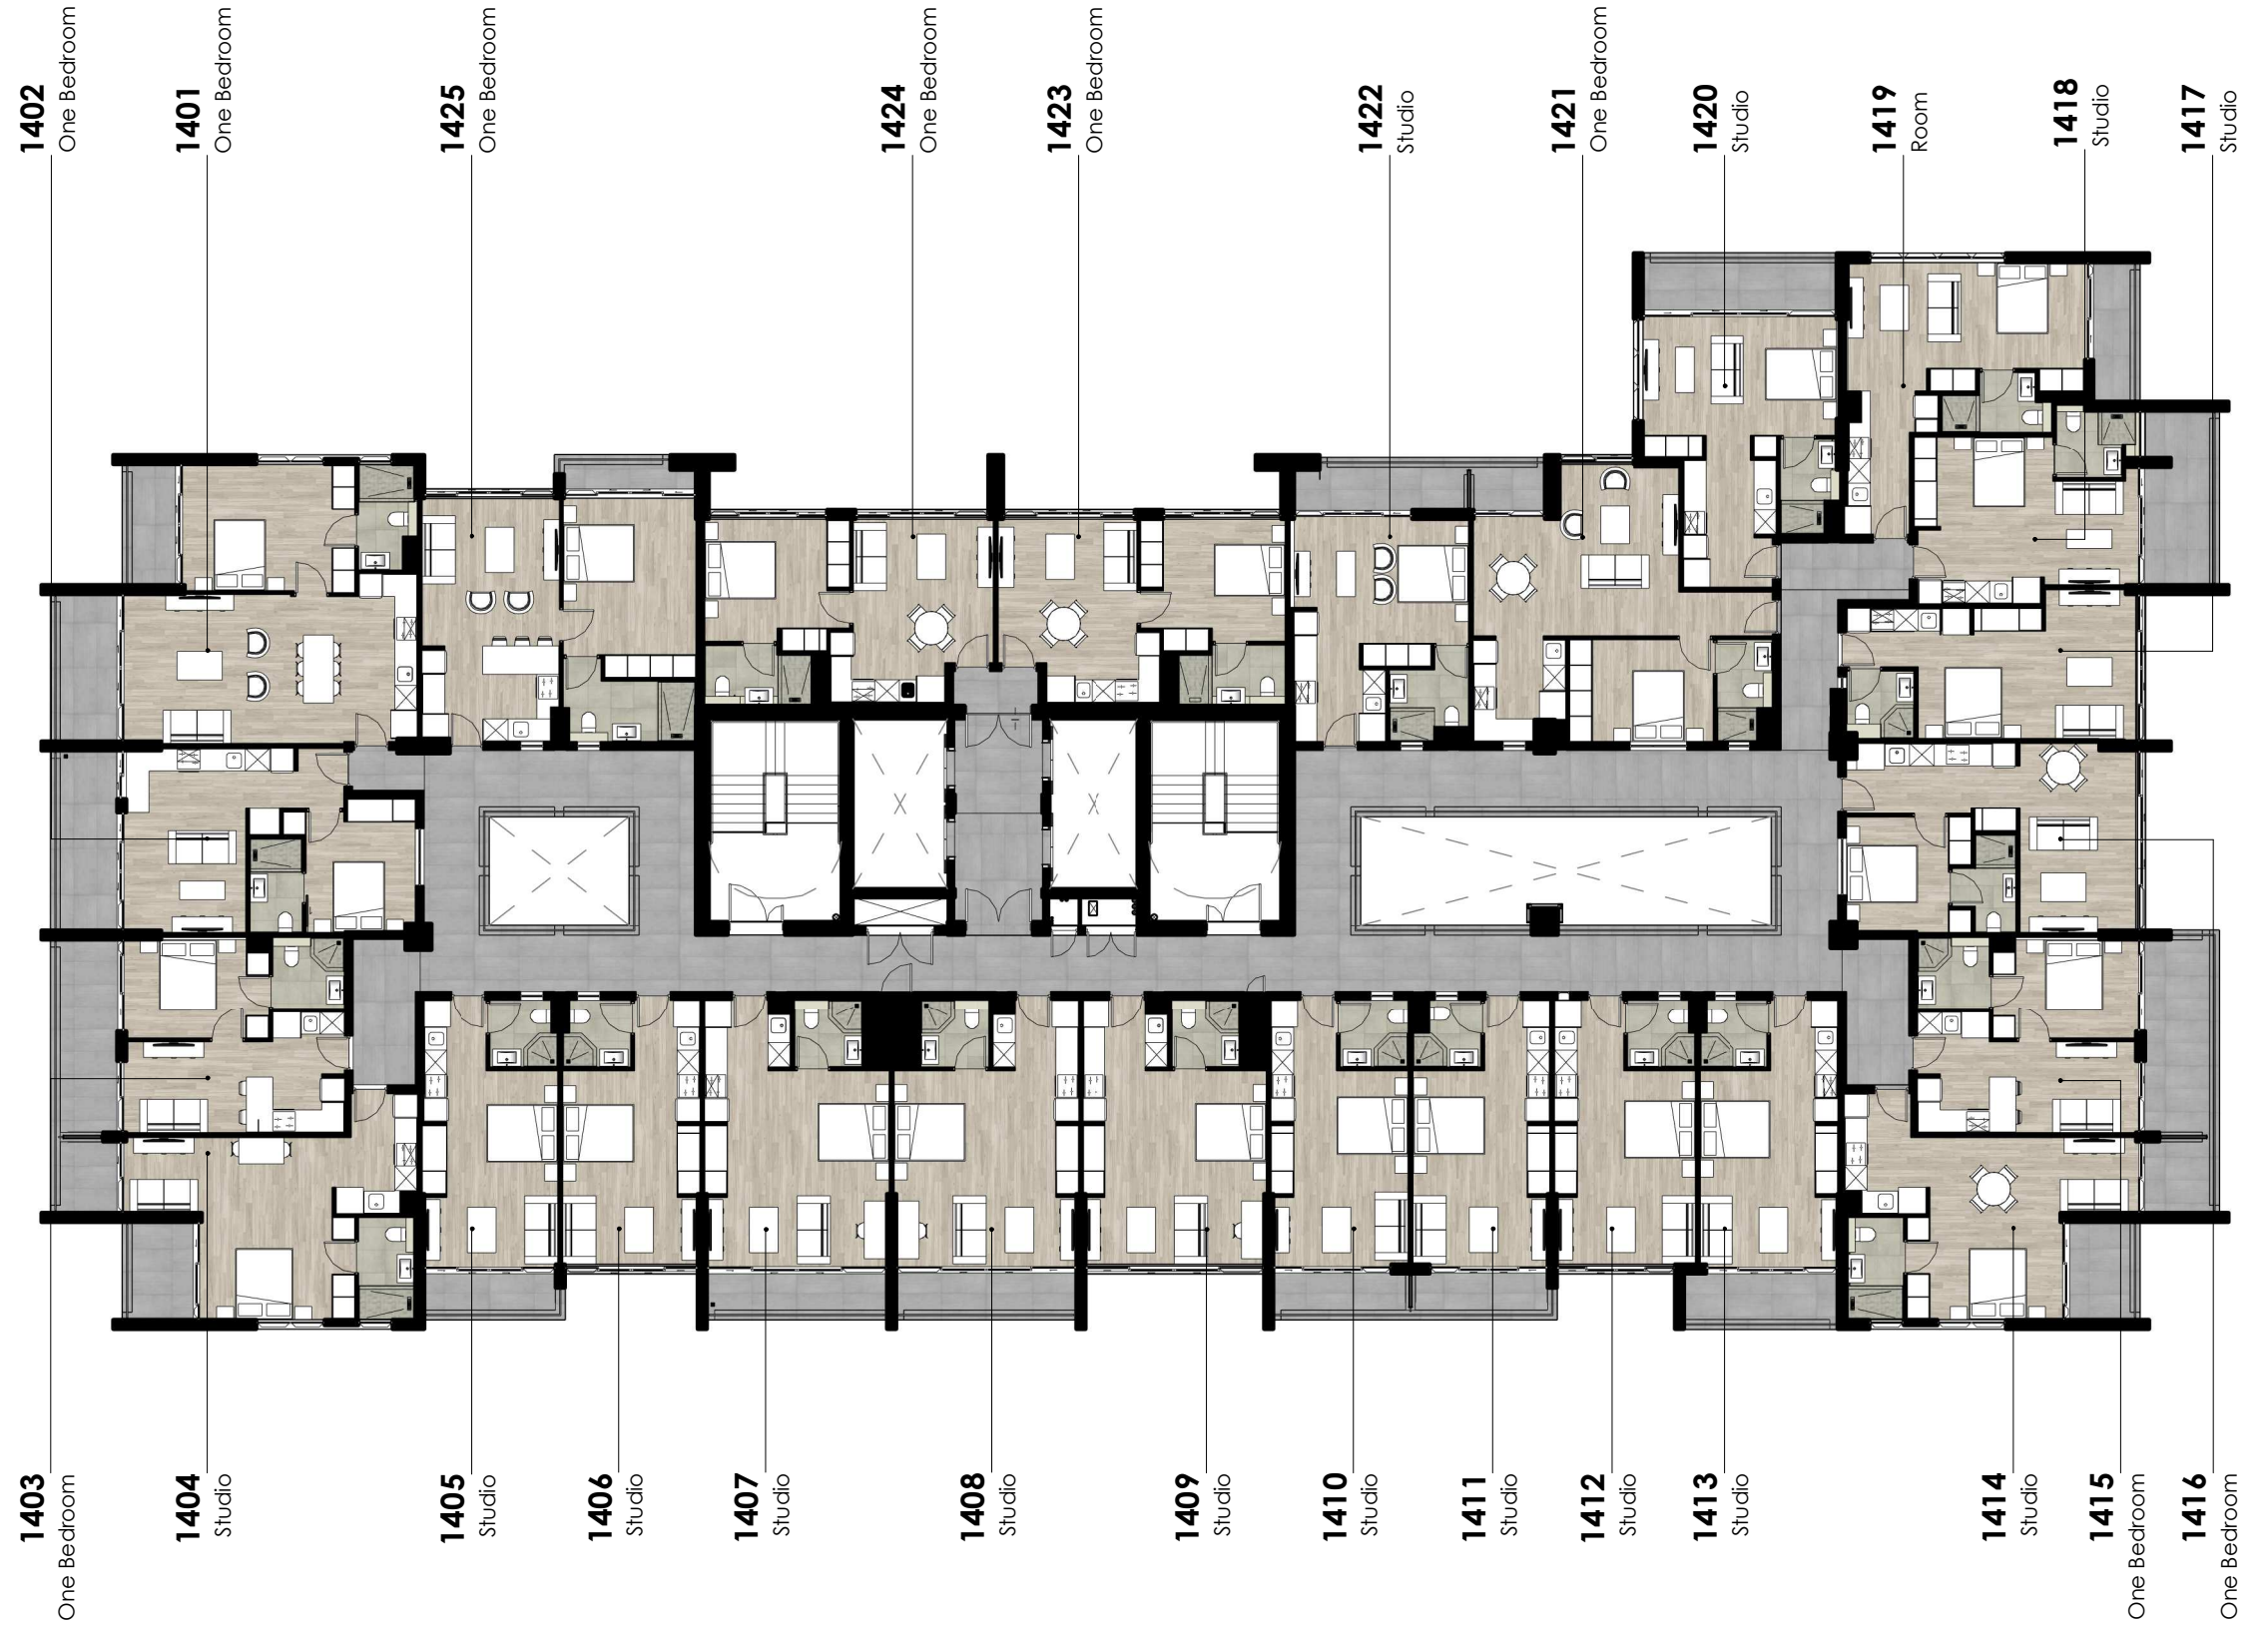 1402
One Bedroom
1401
One Bedroom
1425
One Bedroom
1424
One Bedroom
1423
One Bedroom
1422
Studio
1421
One Bedroom
1420
Studio
1419
Room
1418
Studio
1417
Studio
1403
One Bedroom
1404
Studio
1405
Studio
1406
Studio
1407
Studio
1408
Studio
1409
Studio
1410
Studio
1411
Studio
1412
Studio
1413
Studio
1414
Studio
1415
One Bedroom
1416
One Bedroom